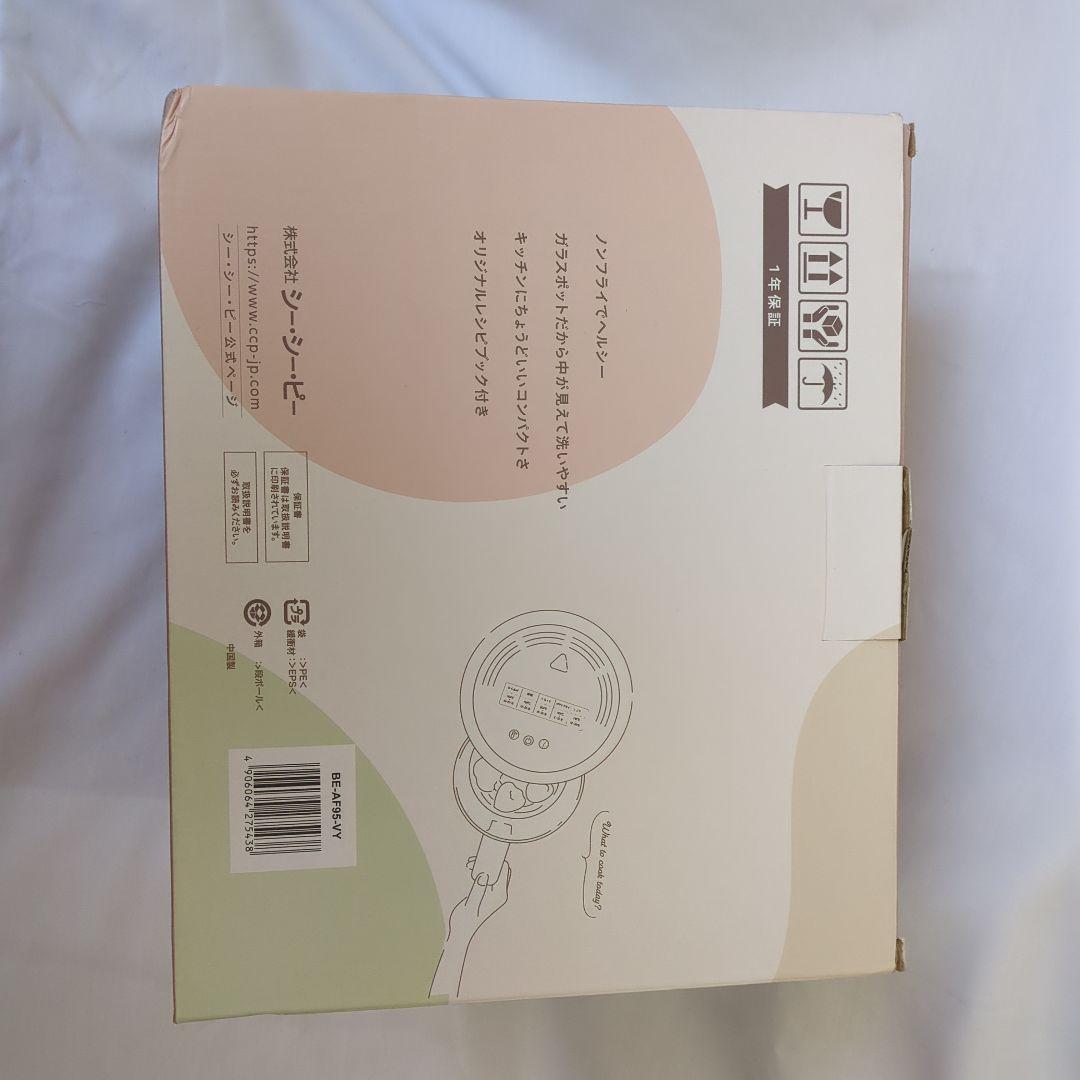 1年保証
ノンフライでヘルシー
ガラスポットだから中が見えて洗いやすい
キッチンにちょうどいいコンパクトさ
オリジナルレシピブック付き
What to cook today?
株式会社 シー・シー・ピー
https://www.ccp-jp.com
シー・シー・ピー公式ページ
保証書
保証書は取扱説明書
に印刷されています。
取扱説明書を
必ずお読みください。
プラ
袋 :>PE<
緩衝材:>EPS<
外箱 :>段ボール<
中国製
BE-AF95-VY
4 906064 275438